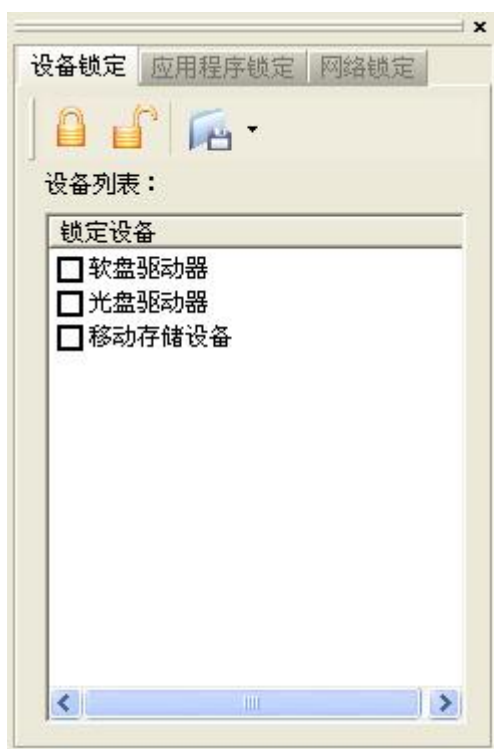 设备锁定 应用程序锁定 网络锁定
设备列表：
锁定设备
软盘驱动器
光盘驱动器
移动存储设备